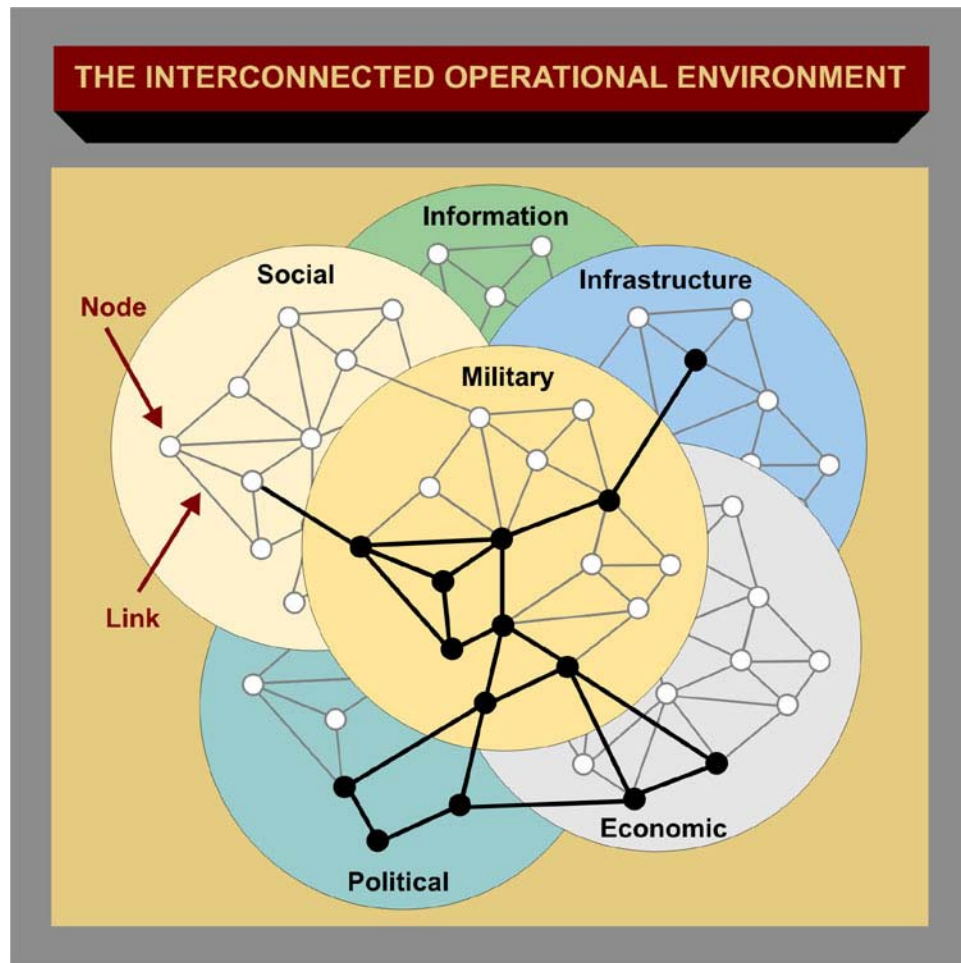 THE INTERCONNECTED OPERATIONAL ENVIRONMENT
Information
Social
Infrastructure
Node
Military
Link
Economic
Political